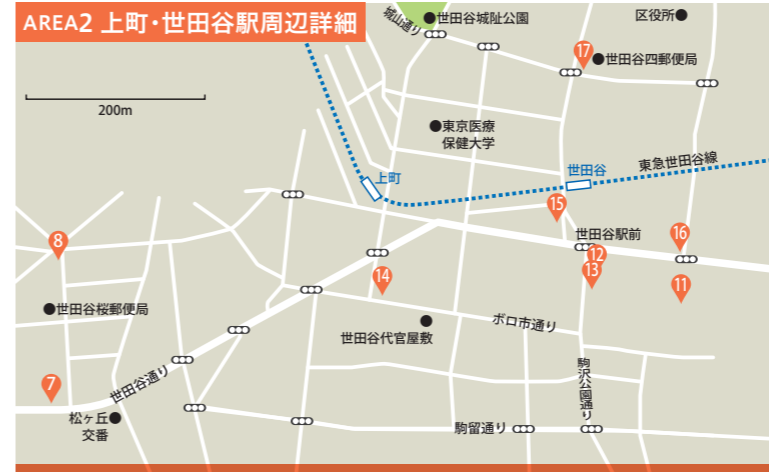 AREA2 上町・世田谷駅周辺詳細
城山通り
世田谷城址公園
区役所
17
世田谷四郵便局
200m
東京医療
保健大学
上町
世田谷
東急世田谷線
15
世田谷駅前
16
8
12
13
14
11
世田谷桜郵便局
世田谷代官屋敷
ボロ市通り
7
世田谷通り
駒沢公園通り
松ヶ丘
交番
駒留通り